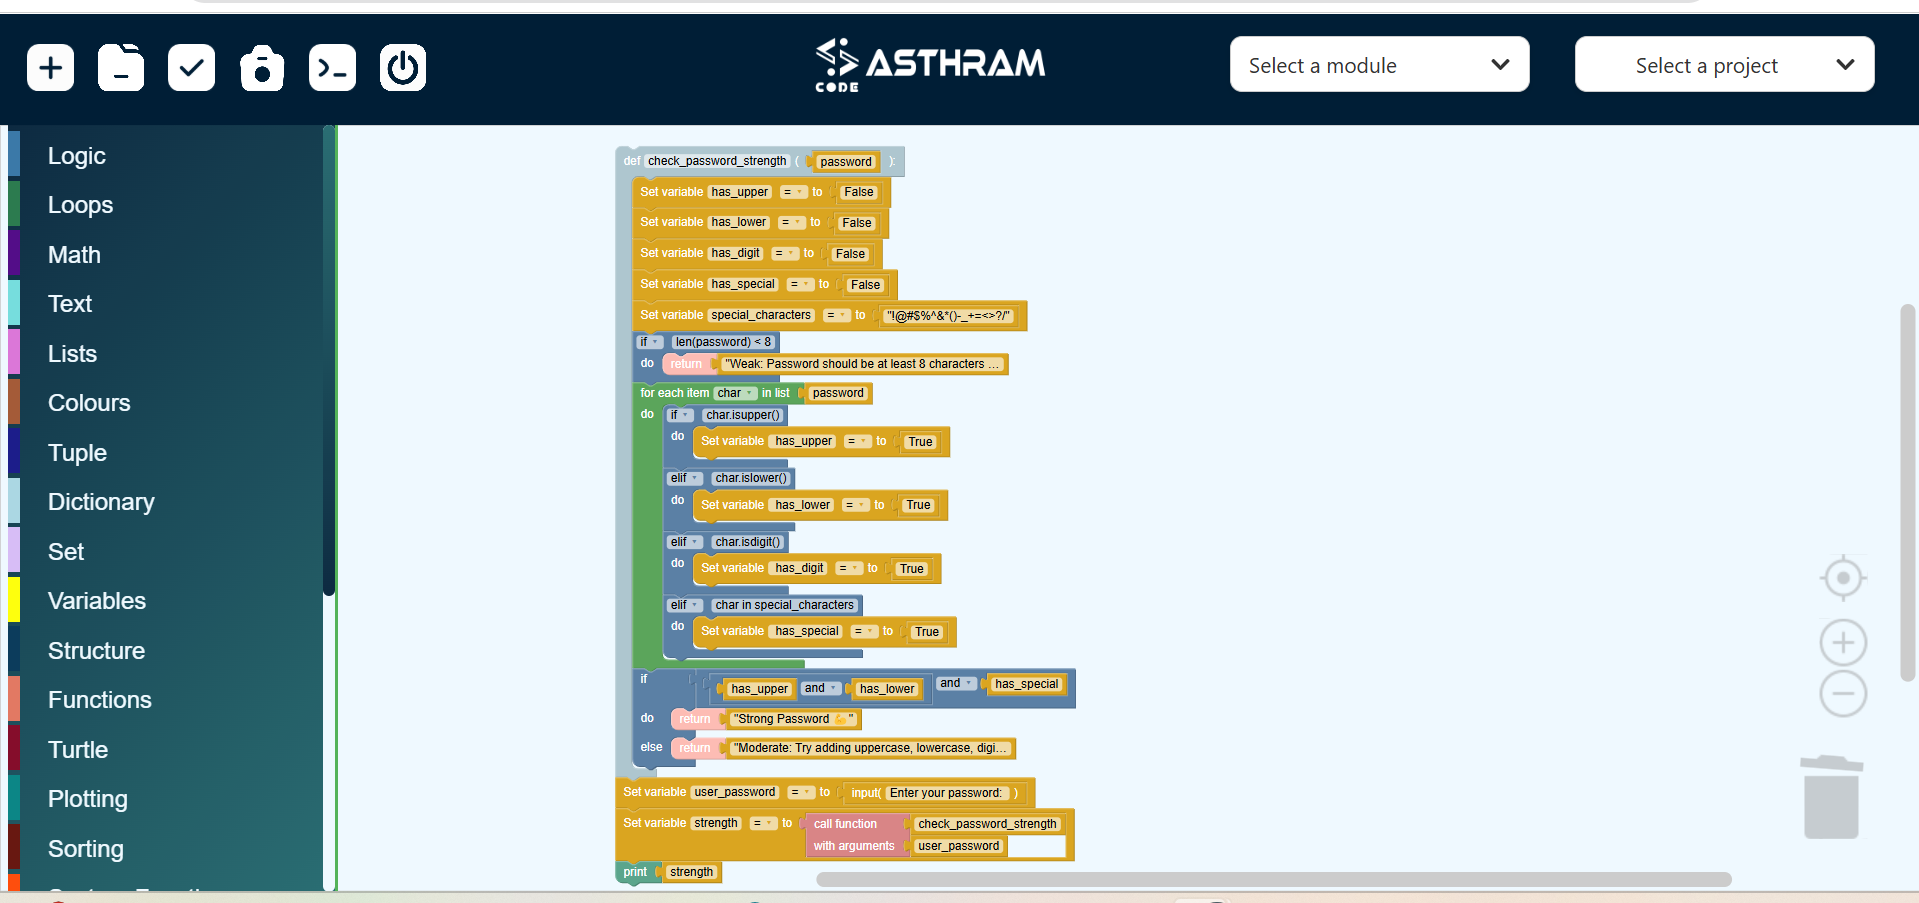 ASTHRAM
CODE
Select a module
Select a project
Logic
Loops
Math
Text
Lists
Colours
Tuple
Dictionary
Set
Variables
Structure
Functions
Turtle
Plotting
Sorting
def check_password_strength ( password ):
Set variable has_upper = to False
Set variable has_lower = to False
Set variable has_digit = to False
Set variable has_special = to False
Set variable special_characters = to "!@#$%^&*()-_+=<>?/"
if len(password) < 8
do return "Weak: Password should be at least 8 characters ...
for each item char in list password
do if char.isupper()
do Set variable has_upper = to True
elif char.islower()
do Set variable has_lower = to True
elif char.isdigit()
do Set variable has_digit = to True
elif char in special_characters
do Set variable has_special = to True
if has_upper and has_lower and has_special
do return "Strong Password 💪"
else return "Moderate: Try adding uppercase, lowercase, digi...
Set variable user_password = to input( Enter your password: )
Set variable strength = to call function check_password_strength
with arguments user_password
print strength